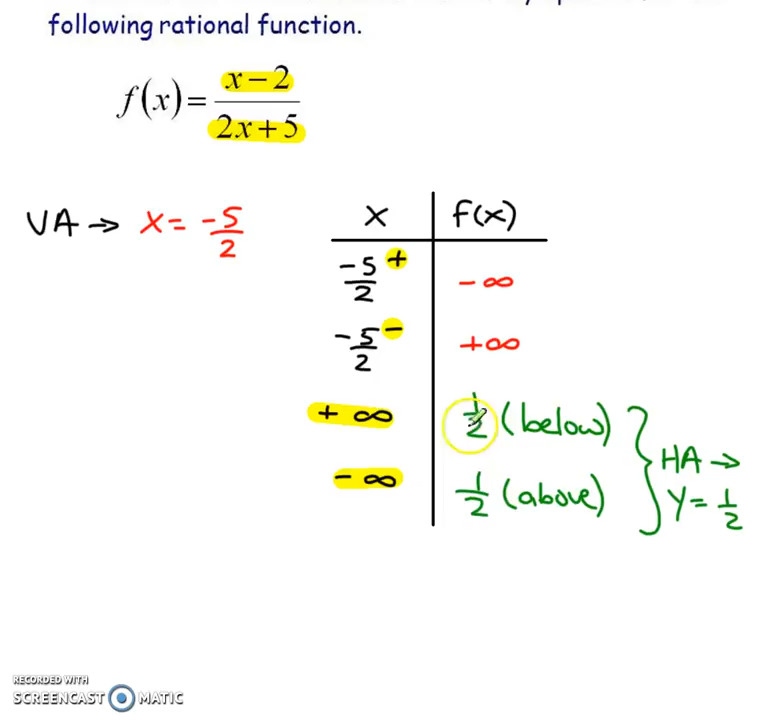 following rational function.
f(x) = x − 2 / 2x + 5
VA → x = -5/2
x | f(x)
-5/2 + | - ∞
-5/2 − | + ∞
+ ∞ | 1/2 (below)
- ∞ | 1/2 (above)
HA →
y = 1/2
RECORDED WITH
SCREENCAST MATIC